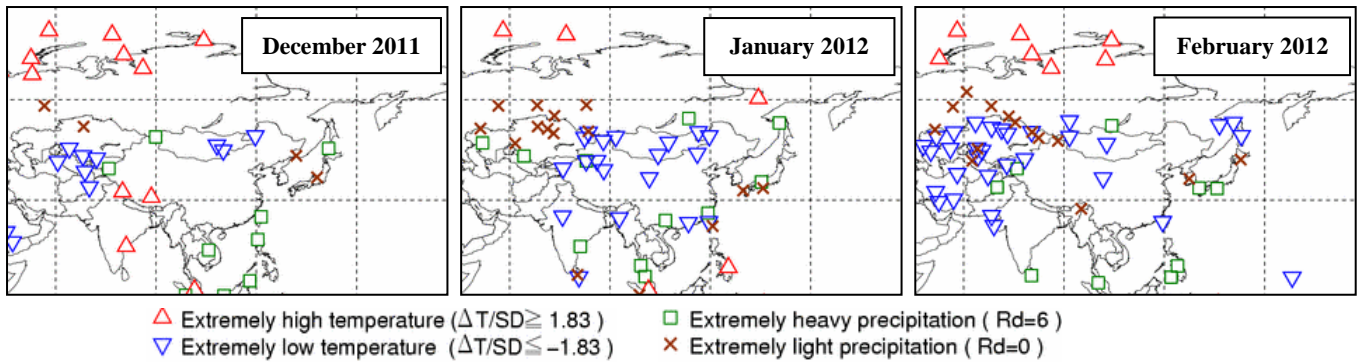 December 2011
January 2012
February 2012
Extremely high temperature (ΔT/SD≧ 1.83 )
Extremely heavy precipitation ( Rd=6 )
Extremely low temperature (ΔT/SD≦ −1.83)
Extremely light precipitation ( Rd=0 )